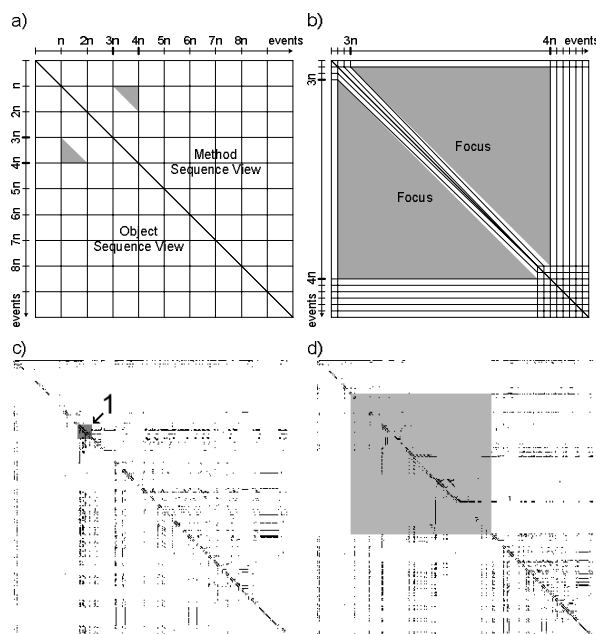 a)
events
n 2n 3n 4n 5n 6n 7n 8n
n
2n
3n
4n
5n
6n
7n
8n
events
Method
Sequence View
Object
Sequence View
b)
3n 4n events
3n
4n
events
Focus
Focus
c)
1
d)